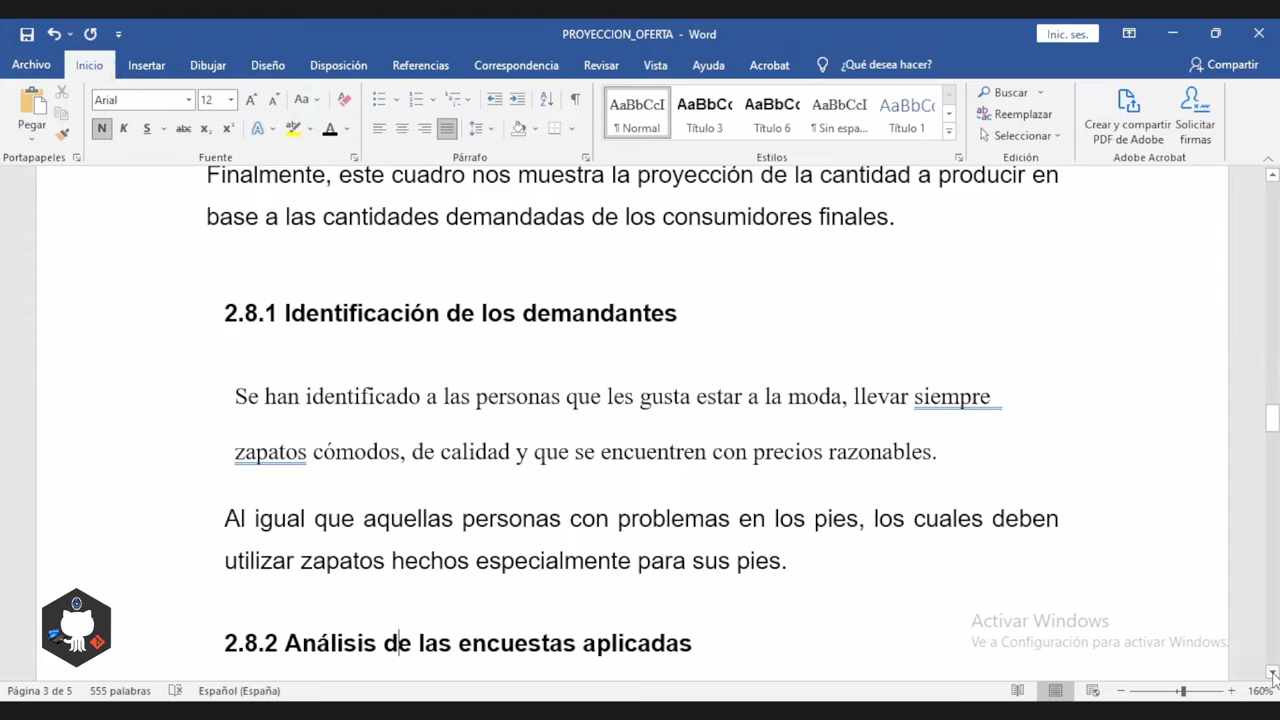 PROYECCION_OFERTA - Word
Inic. ses.
Archivo Inicio Insertar Dibujar Diseño Disposición Referencias Correspondencia Revisar Vista Ayuda Acrobat ¿Qué desea hacer? Compartir
Pegar
Portapapeles
Arial 12 Aa
N K S abc x₂ x² A A
Fuente
Párrafo
AaBbCcI AaBbCc AaBbCc AaBbCcI AaBbCc
¶ Normal Título 3 Título 6 ¶ Sin espa... Título 1
Estilos
Buscar
Reemplazar
Seleccionar
Edición
Crear y compartir PDF de Adobe
Solicitar firmas
Adobe Acrobat
Finalmente, este cuadro nos muestra la proyección de la cantidad a producir en
base a las cantidades demandadas de los consumidores finales.
2.8.1 Identificación de los demandantes
Se han identificado a las personas que les gusta estar a la moda, llevar siempre
zapatos cómodos, de calidad y que se encuentren con precios razonables.
Al igual que aquellas personas con problemas en los pies, los cuales deben
utilizar zapatos hechos especialmente para sus pies.
2.8.2 Análisis de las encuestas aplicadas
Activar Windows
Ve a Configuración para activar Windows.
Página 3 de 5 555 palabras Español (España) 160%